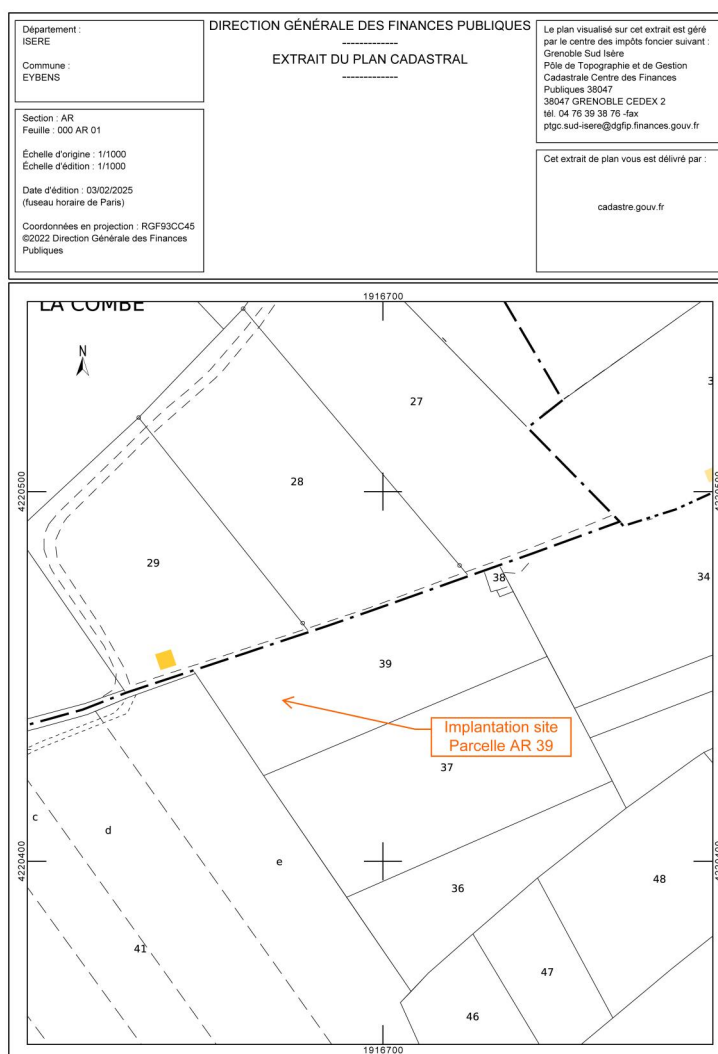 Département :
ISERE
Commune :
EYBENS
Section : AR
Feuille : 000 AR 01
Échelle d'origine : 1/1000
Échelle d'édition : 1/1000
Date d'édition : 03/02/2025
(fuseau horaire de Paris)
Coordonnées en projection : RGF93CC45
©2022 Direction Générale des Finances
Publiques
DIRECTION GÉNÉRALE DES FINANCES PUBLIQUES
-------------
EXTRAIT DU PLAN CADASTRAL
-------------
Le plan visualisé sur cet extrait est géré
par le centre des impôts foncier suivant :
Grenoble Sud Isère
Pôle de Topographie et de Gestion
Cadastrale Centre des Finances
Publiques 38047
38047 GRENOBLE CEDEX 2
tél. 04 76 39 38 76 -fax
ptgc.sud-isere@dgfip.finances.gouv.fr
Cet extrait de plan vous est délivré par :
cadastre.gouv.fr
1916700
LA COMBE
N
27
28
4220500
4220500
29
38
34
39
Implantation site
Parcelle AR 39
37
c
d
e
4220400
4220400
36
48
41
47
46
1916700